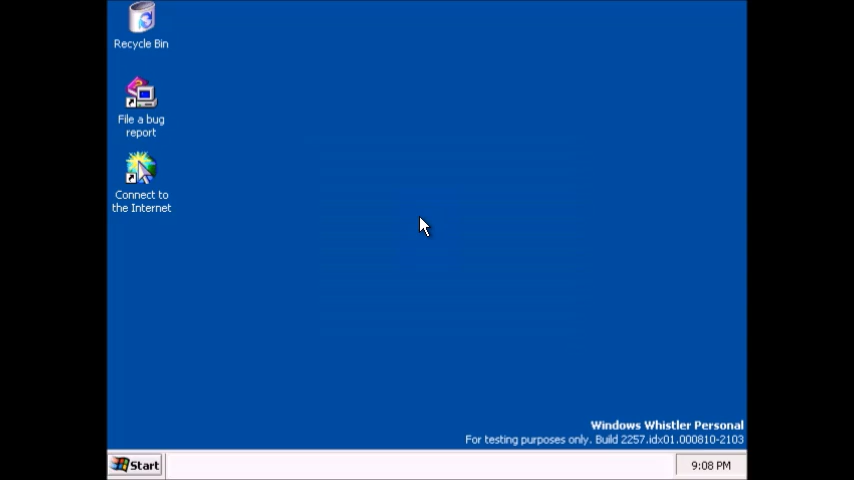 Recycle Bin
File a bug
report
Connect to
the Internet
Windows Whistler Personal
For testing purposes only. Build 2257.idx01.000810-2103
Start
9:08 PM